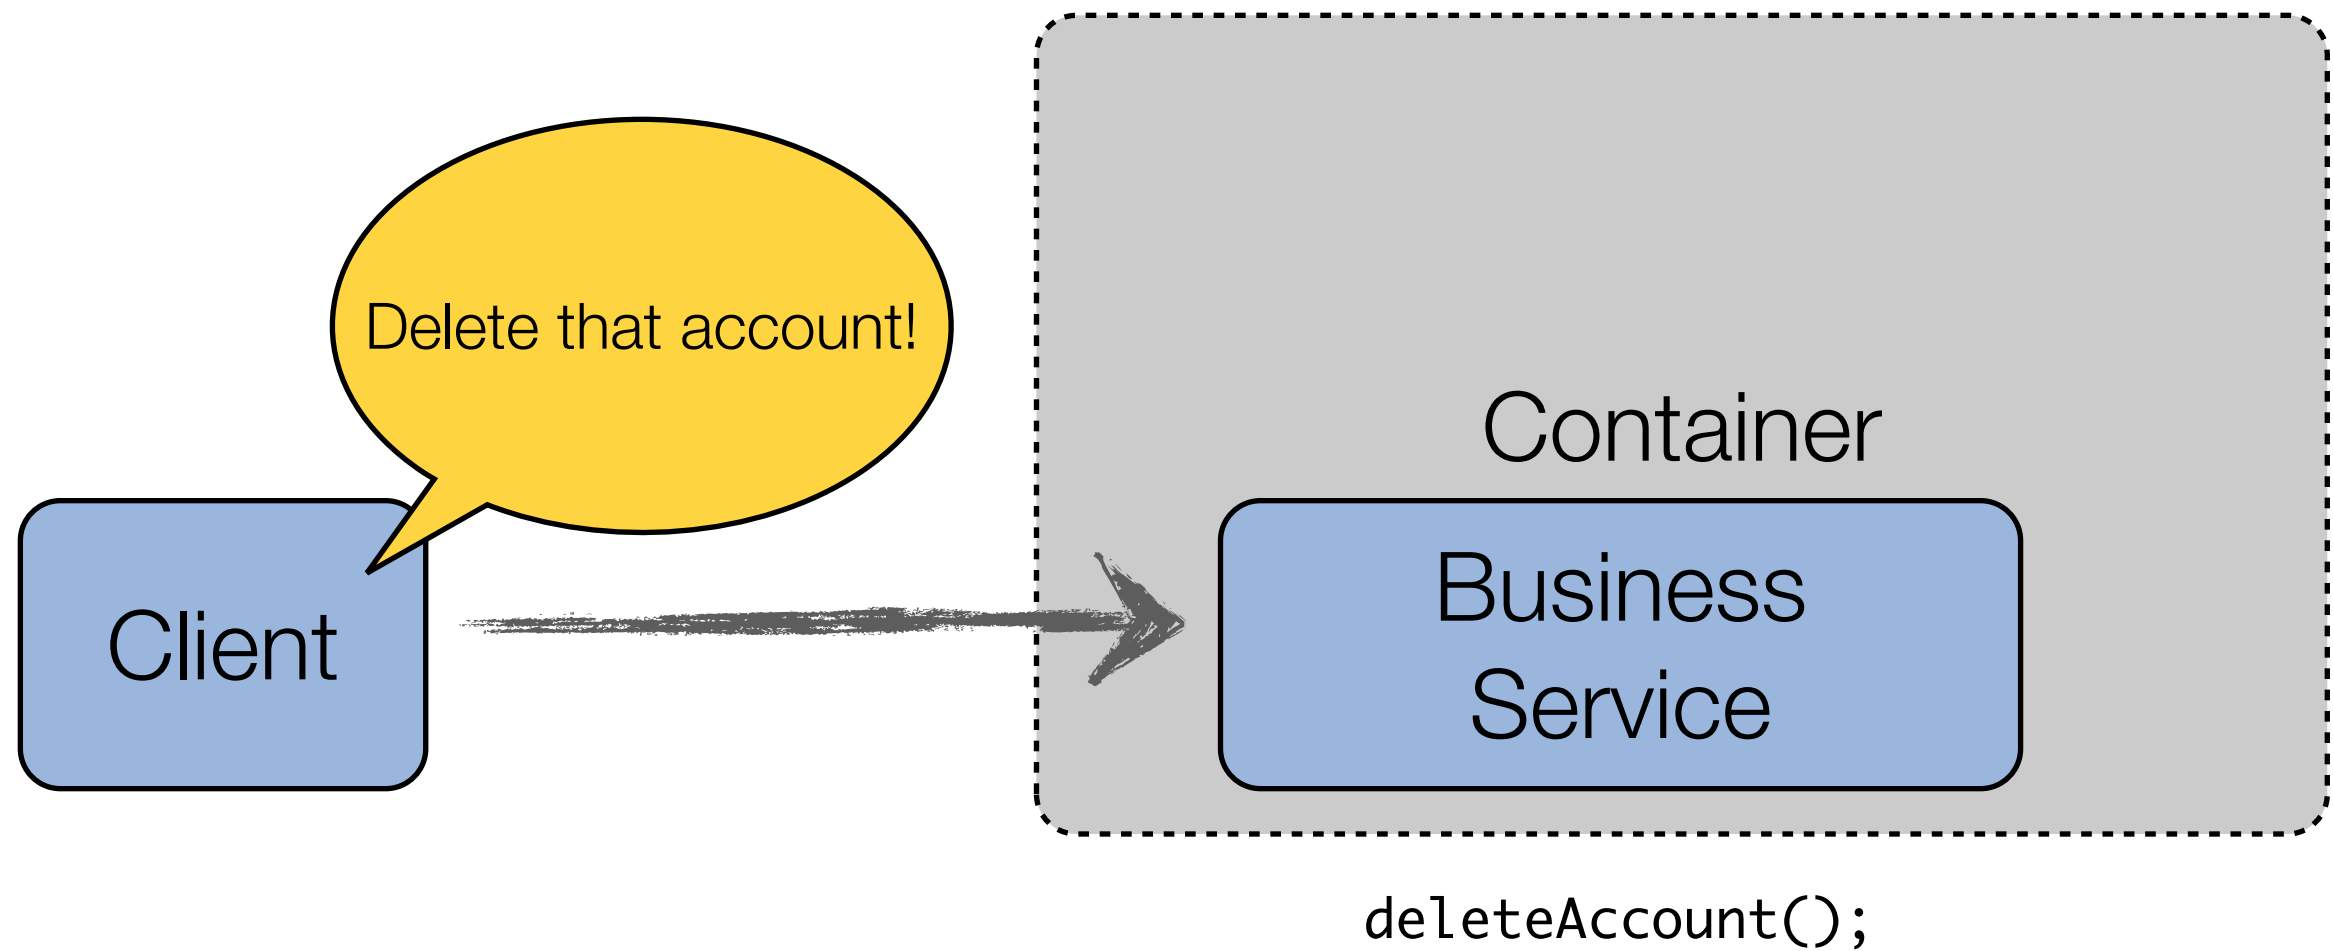 Delete that account!
Container
Client
Business
Service
deleteAccount();